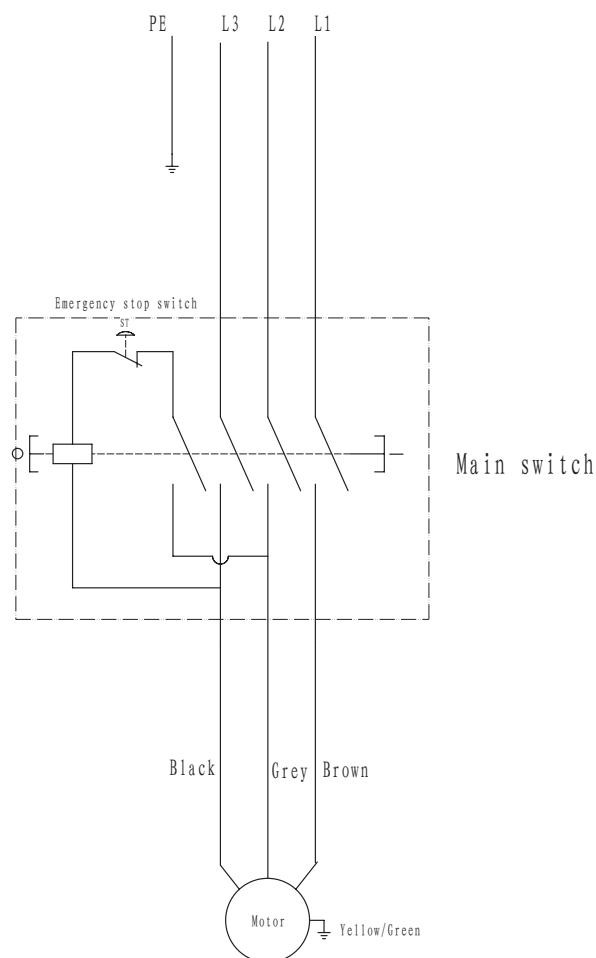 PE L3 L2 L1
Emergency stop switch
ST
Main switch
Black Grey Brown
Motor
Yellow/Green